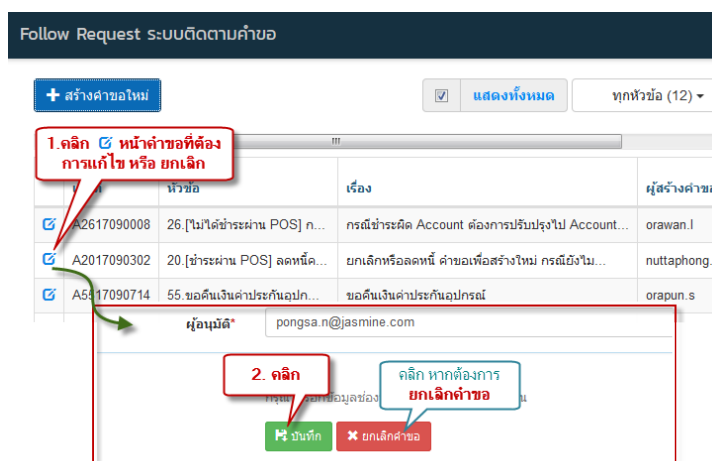 Follow Request ระบบติดตามคำขอ
+ สร้างคำขอใหม่
แสดงทั้งหมด
ทุกหัวข้อ (12)
1.คลิก หน้าคำขอที่ต้อง
การแก้ไข หรือ ยกเลิก
หัวข้อ เรื่อง ผู้สร้างคำขอ
A2617090008 26.[ไม่ได้ชำระผ่าน POS] ก... กรณีชำระผิด Account ต้องการปรับปรุงไป Account... orawan.l
A2017090302 20.[ชำระผ่าน POS] ลดหนี้ค... ยกเลิกหรือลดหนี้ คำขอเพื่อสร้างใหม่ กรณียังไม... nuttaphong.
A5517090714 55.ขอคืนเงินค่าประกันอุปก... ขอคืนเงินค่าประกันอุปกรณ์ orapun.s
ผู้อนุมัติ* pongsa.n@jasmine.com
2. คลิก
คลิก หากต้องการ
ยกเลิกคำขอ
บันทึก
ยกเลิกคำขอ